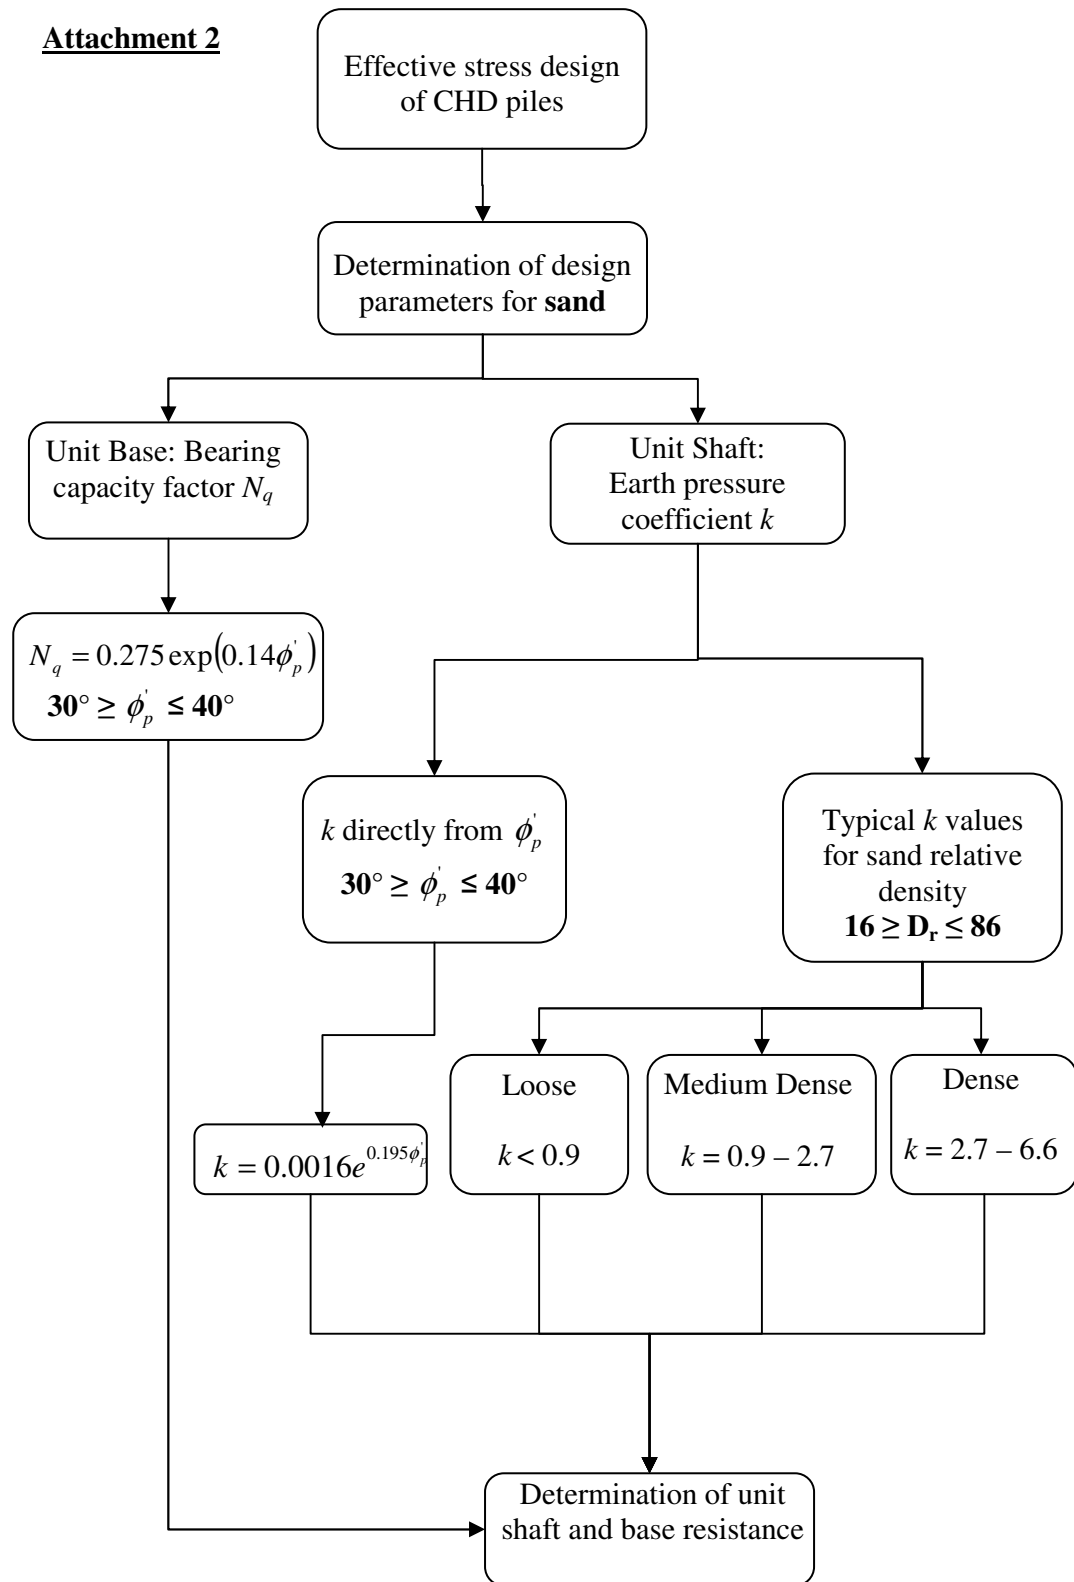 Attachment 2
Effective stress design
of CHD piles
Determination of design
parameters for sand
Unit Base: Bearing
capacity factor N_q
Unit Shaft:
Earth pressure
coefficient k
N_q = 0.275 exp(0.14ϕ'_p)
30° ≥ ϕ'_p ≤ 40°
k directly from ϕ'_p
30° ≥ ϕ'_p ≤ 40°
Typical k values
for sand relative
density
16 ≥ D_r ≤ 86
k = 0.0016e^{0.195ϕ'_p}
Loose
k < 0.9
Medium Dense
k = 0.9 – 2.7
Dense
k = 2.7 – 6.6
Determination of unit
shaft and base resistance